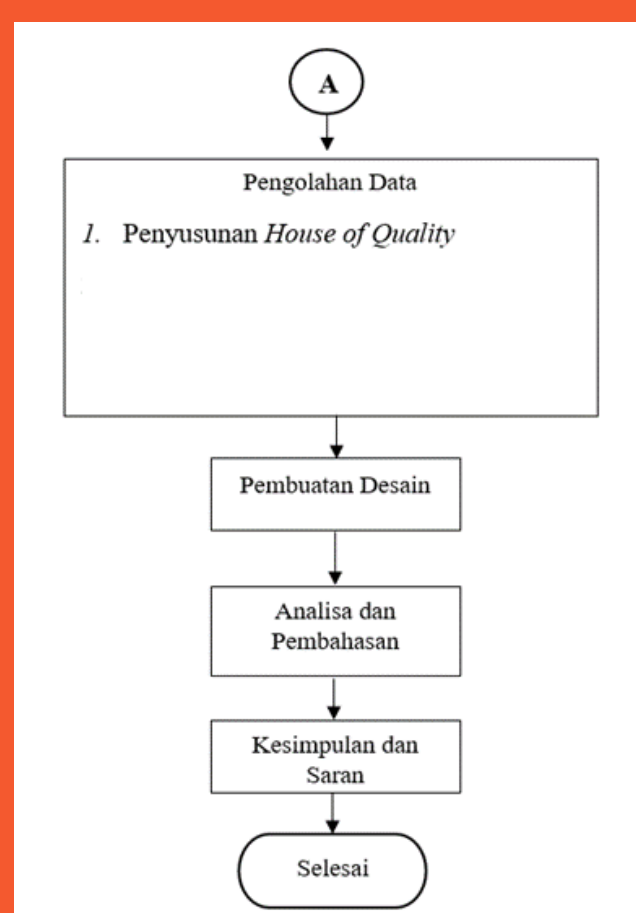 A
Pengolahan Data
1. Penyusunan House of Quality
Pembuatan Desain
Analisa dan
Pembahasan
Kesimpulan dan
Saran
Selesai